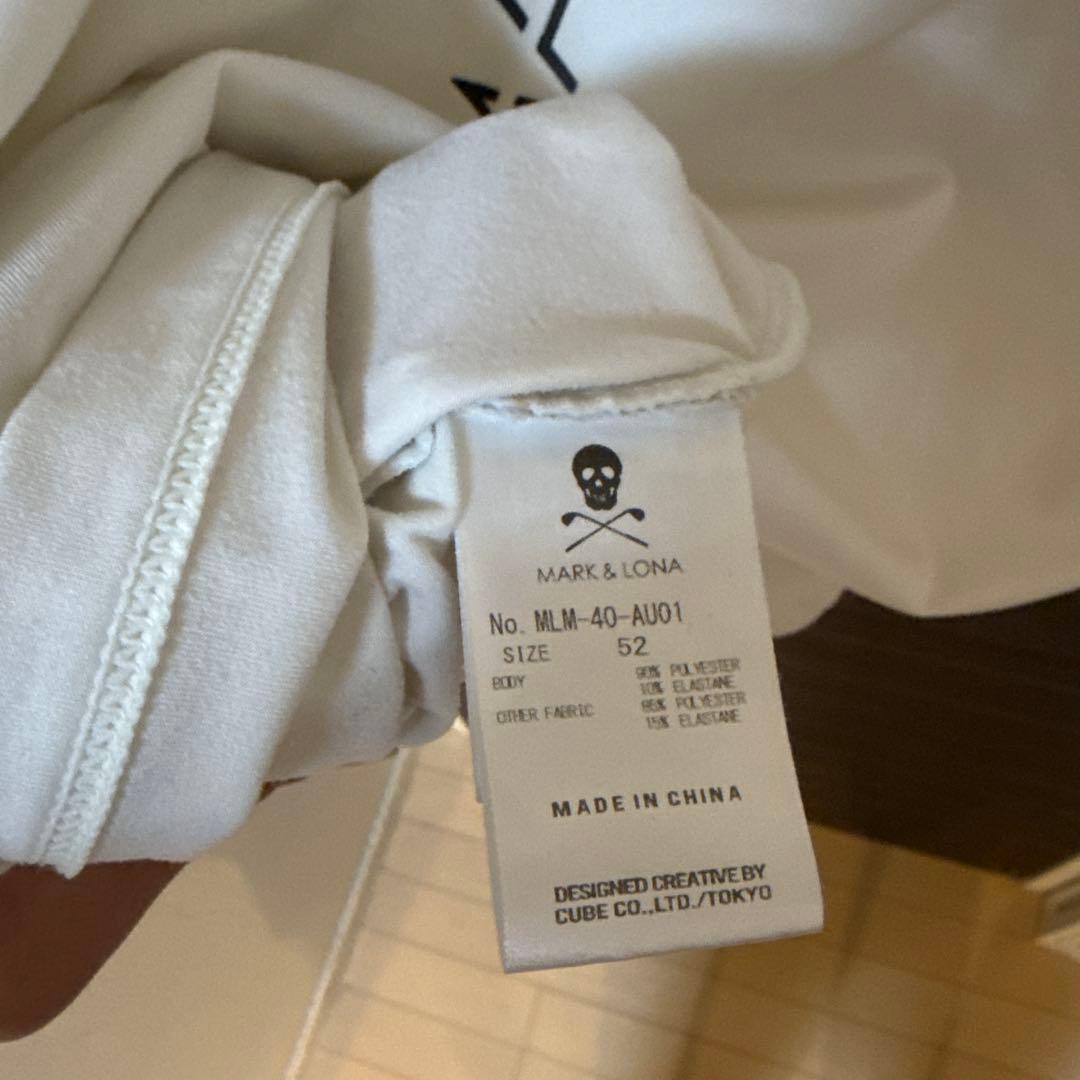 MARK & LONA
No. MLM-40-AU01
SIZE 52
BODY 90% POLYESTER
10% ELASTANE
OTHER FABRIC 85% POLYESTER
15% ELASTANE
MADE IN CHINA
DESIGNED CREATIVE BY
CUBE CO.,LTD./TOKYO